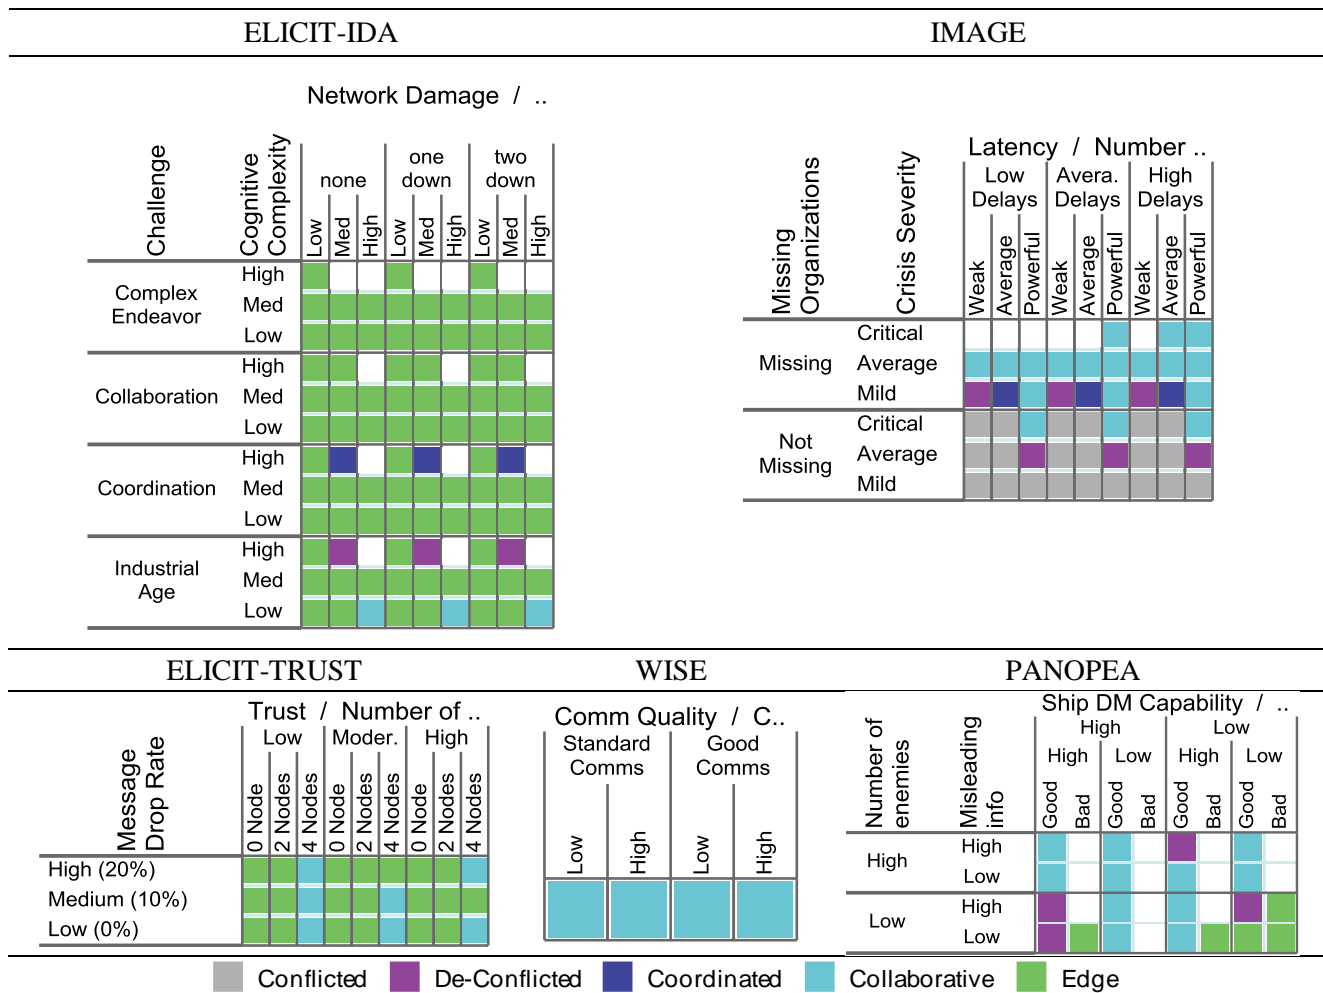 ELICIT-IDA
IMAGE
Network Damage / ..
Challenge
Cognitive
Complexity
none
one
down
two
down
Low
Med
High
Low
Med
High
Low
Med
High
Complex
Endeavor
High
Med
Low
Collaboration
High
Med
Low
Coordination
High
Med
Low
Industrial
Age
High
Med
Low
Latency / Number ..
Missing
Organizations
Crisis Severity
Low
Delays
Avera.
Delays
High
Delays
Weak
Average
Powerful
Weak
Average
Powerful
Weak
Average
Powerful
Missing
Critical
Average
Mild
Not
Missing
Critical
Average
Mild
ELICIT-TRUST
WISE
PANOPEA
Trust / Number of ..
Message
Drop Rate
Low
Moder.
High
0 Node
2 Nodes
4 Nodes
0 Node
2 Nodes
4 Nodes
0 Node
2 Nodes
4 Nodes
High (20%)
Medium (10%)
Low (0%)
Comm Quality / C..
Standard
Comms
Good
Comms
Low
High
Low
High
Ship DM Capability / ..
Number of
enemies
Misleading
info
High
Low
High
Low
High
Low
Good
Bad
Good
Bad
Good
Bad
Good
Bad
High
High
Low
Low
High
Low
Conflicted
De-Conflicted
Coordinated
Collaborative
Edge